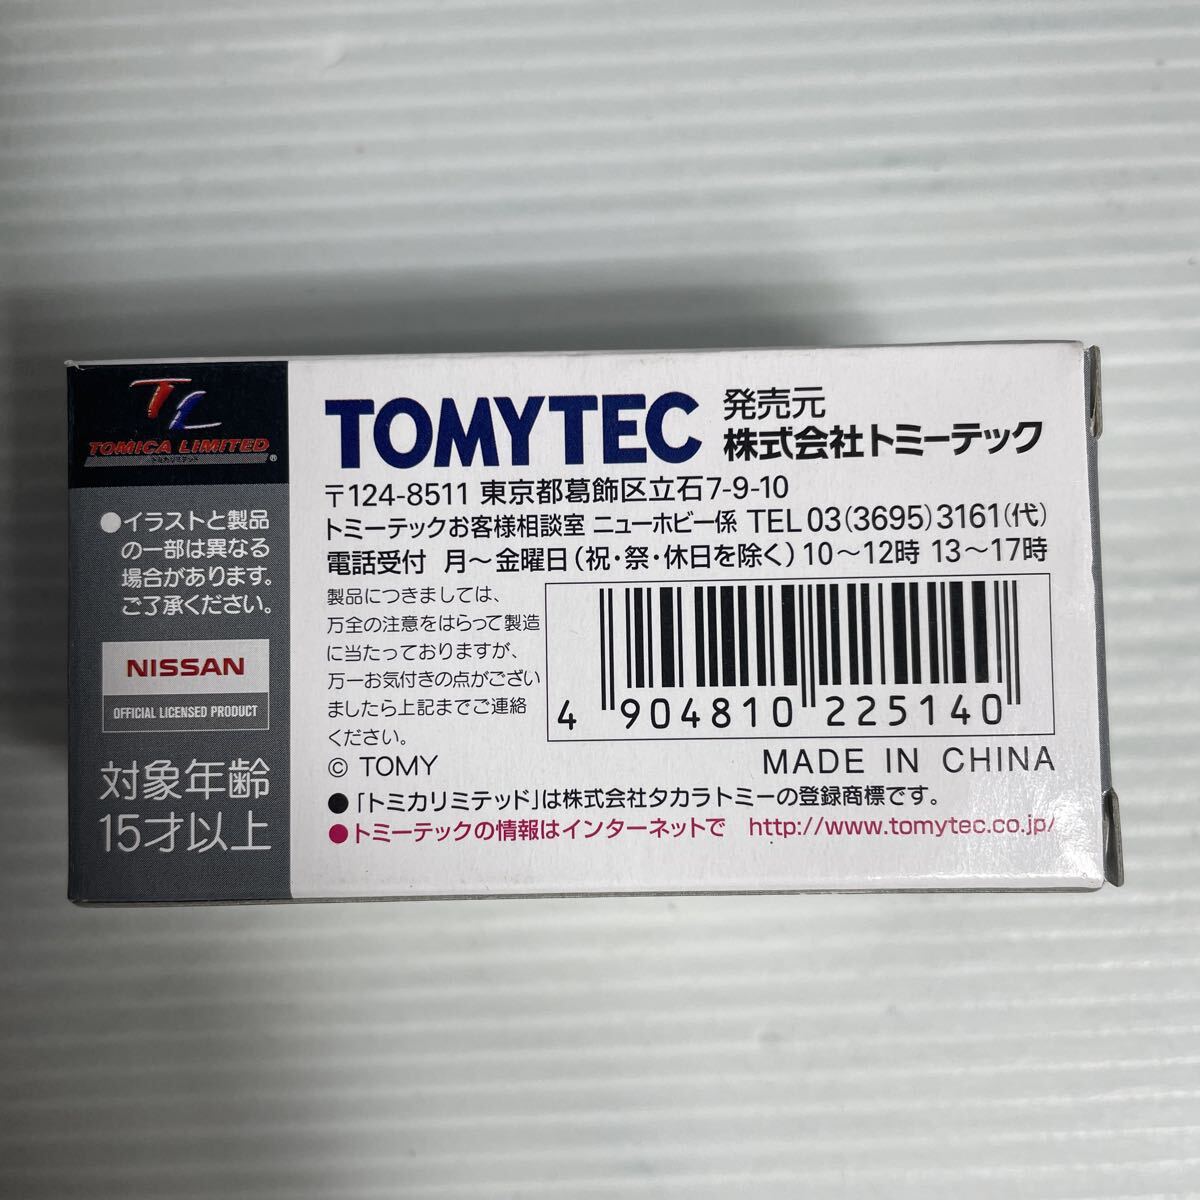 TL
TOMICA LIMITED
®
●イラストと製品
の一部は異なる
場合があります。
ご了承ください。
NISSAN
OFFICIAL LICENSED PRODUCT
対象年齢
15才以上
TOMYTEC
発売元
株式会社トミーテック
〒124-8511 東京都葛飾区立石7-9-10
トミーテックお客様相談室 ニューホビー係 TEL 03(3695)3161(代)
電話受付 月〜金曜日(祝・祭・休日を除く) 10〜12時 13〜17時
製品につきましては、
万全の注意をはらって製造
に当たっておりますが、
万一お気付きの点がござい
ましたら上記までご連絡
ください。
© TOMY
4 904810 225140
MADE IN CHINA
●「トミカリミテッド」は株式会社タカラトミーの登録商標です。
●トミーテックの情報はインターネットで http://www.tomytec.co.jp/